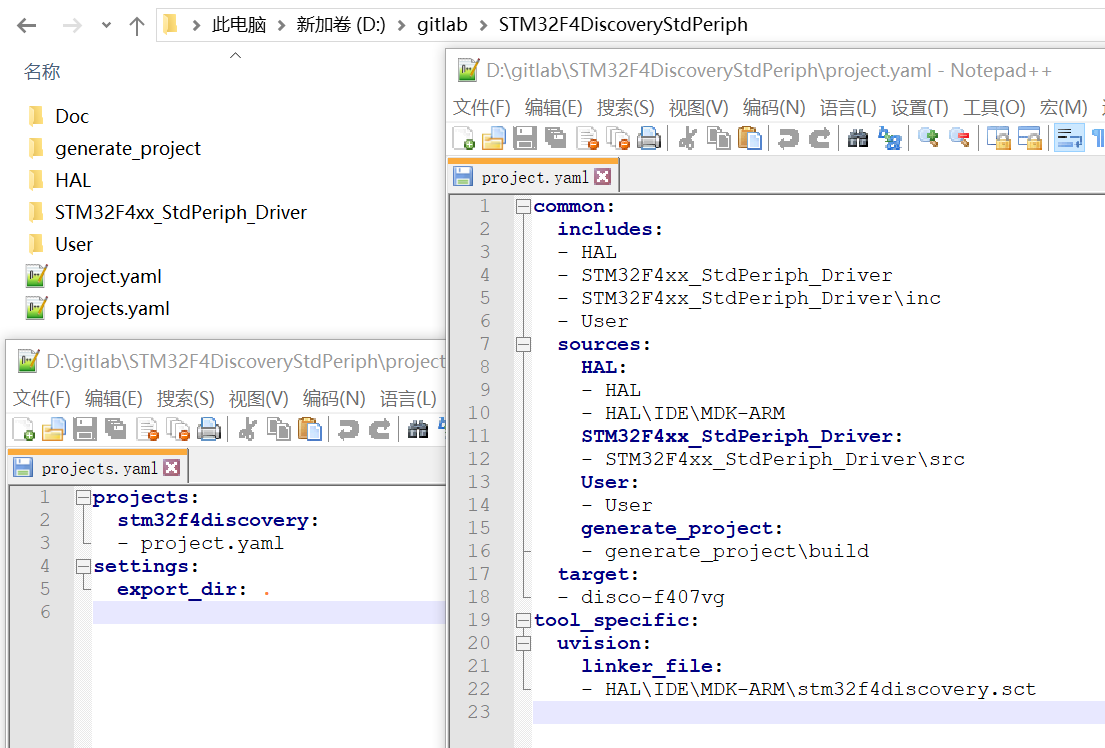 此电脑 > 新加卷 (D:) > gitlab > STM32F4DiscoveryStdPeriph
名称
Doc
generate_project
HAL
STM32F4xx_StdPeriph_Driver
User
project.yaml
projects.yaml
D:\gitlab\STM32F4DiscoveryStdPeriph\project.yaml - Notepad++
文件(F) 编辑(E) 搜索(S) 视图(V) 编码(N) 语言(L) 设置(T) 工具(O) 宏(M)
project.yaml
1 common:
2 includes:
3 - HAL
4 - STM32F4xx_StdPeriph_Driver
5 - STM32F4xx_StdPeriph_Driver\inc
6 - User
7 sources:
8 HAL:
9 - HAL
10 - HAL\IDE\MDK-ARM
11 STM32F4xx_StdPeriph_Driver:
12 - STM32F4xx_StdPeriph_Driver\src
13 User:
14 - User
15 generate_project:
16 - generate_project\build
17 target:
18 - disco-f407vg
19 tool_specific:
20 uvision:
21 linker_file:
22 - HAL\IDE\MDK-ARM\stm32f4discovery.sct
23
D:\gitlab\STM32F4DiscoveryStdPeriph\project
文件(F) 编辑(E) 搜索(S) 视图(V) 编码(N) 语言(L)
projects.yaml
1 projects:
2 stm32f4discovery:
3 - project.yaml
4 settings:
5 export_dir: .
6